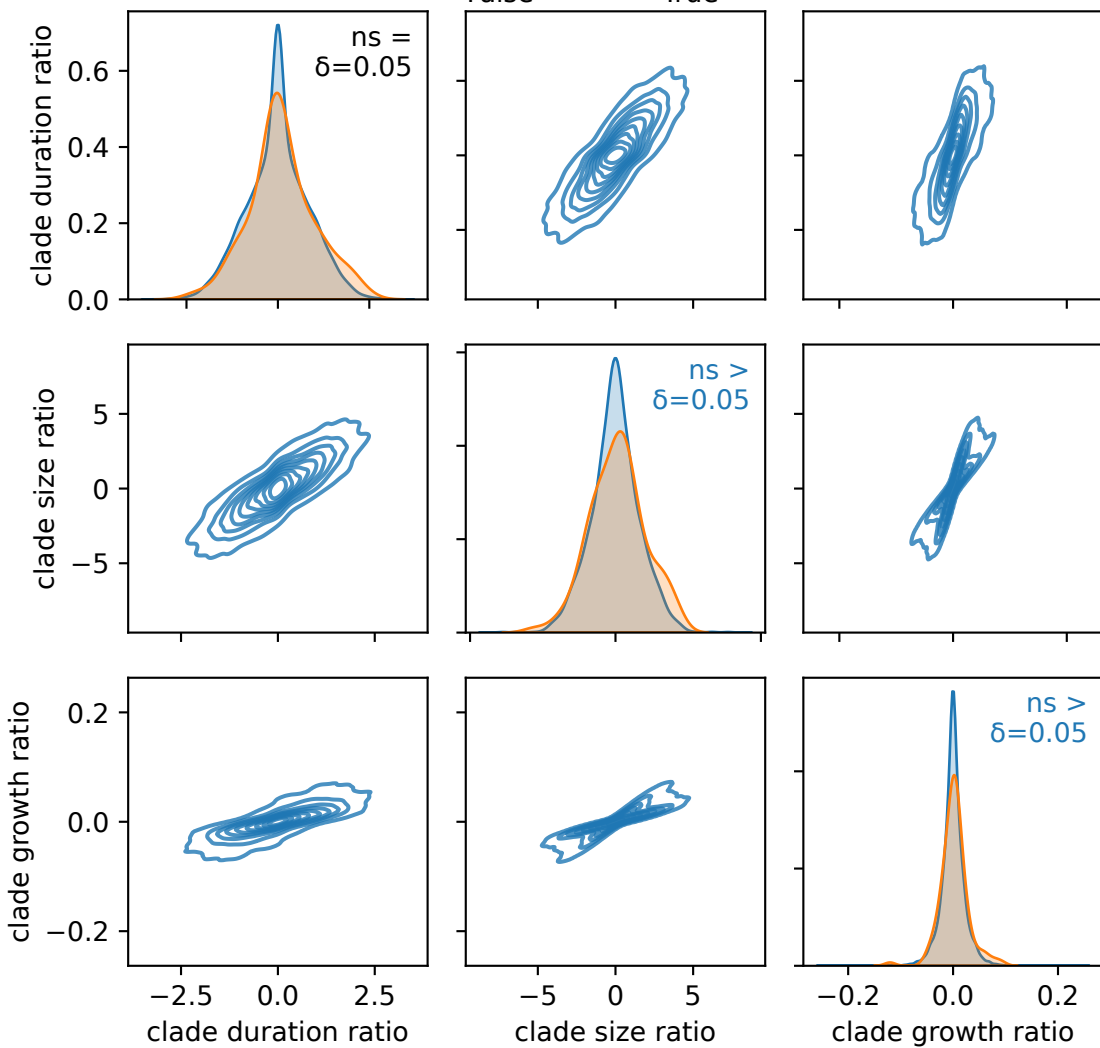 clade duration ratio
0.6
0.4
0.2
0.0
ns =
δ=0.05
clade size ratio
5
0
−5
ns >
δ=0.05
clade growth ratio
0.2
0.0
−0.2
ns >
δ=0.05
−2.5 0.0 2.5
−5 0 5
−0.2 0.0 0.2
clade duration ratio
clade size ratio
clade growth ratio